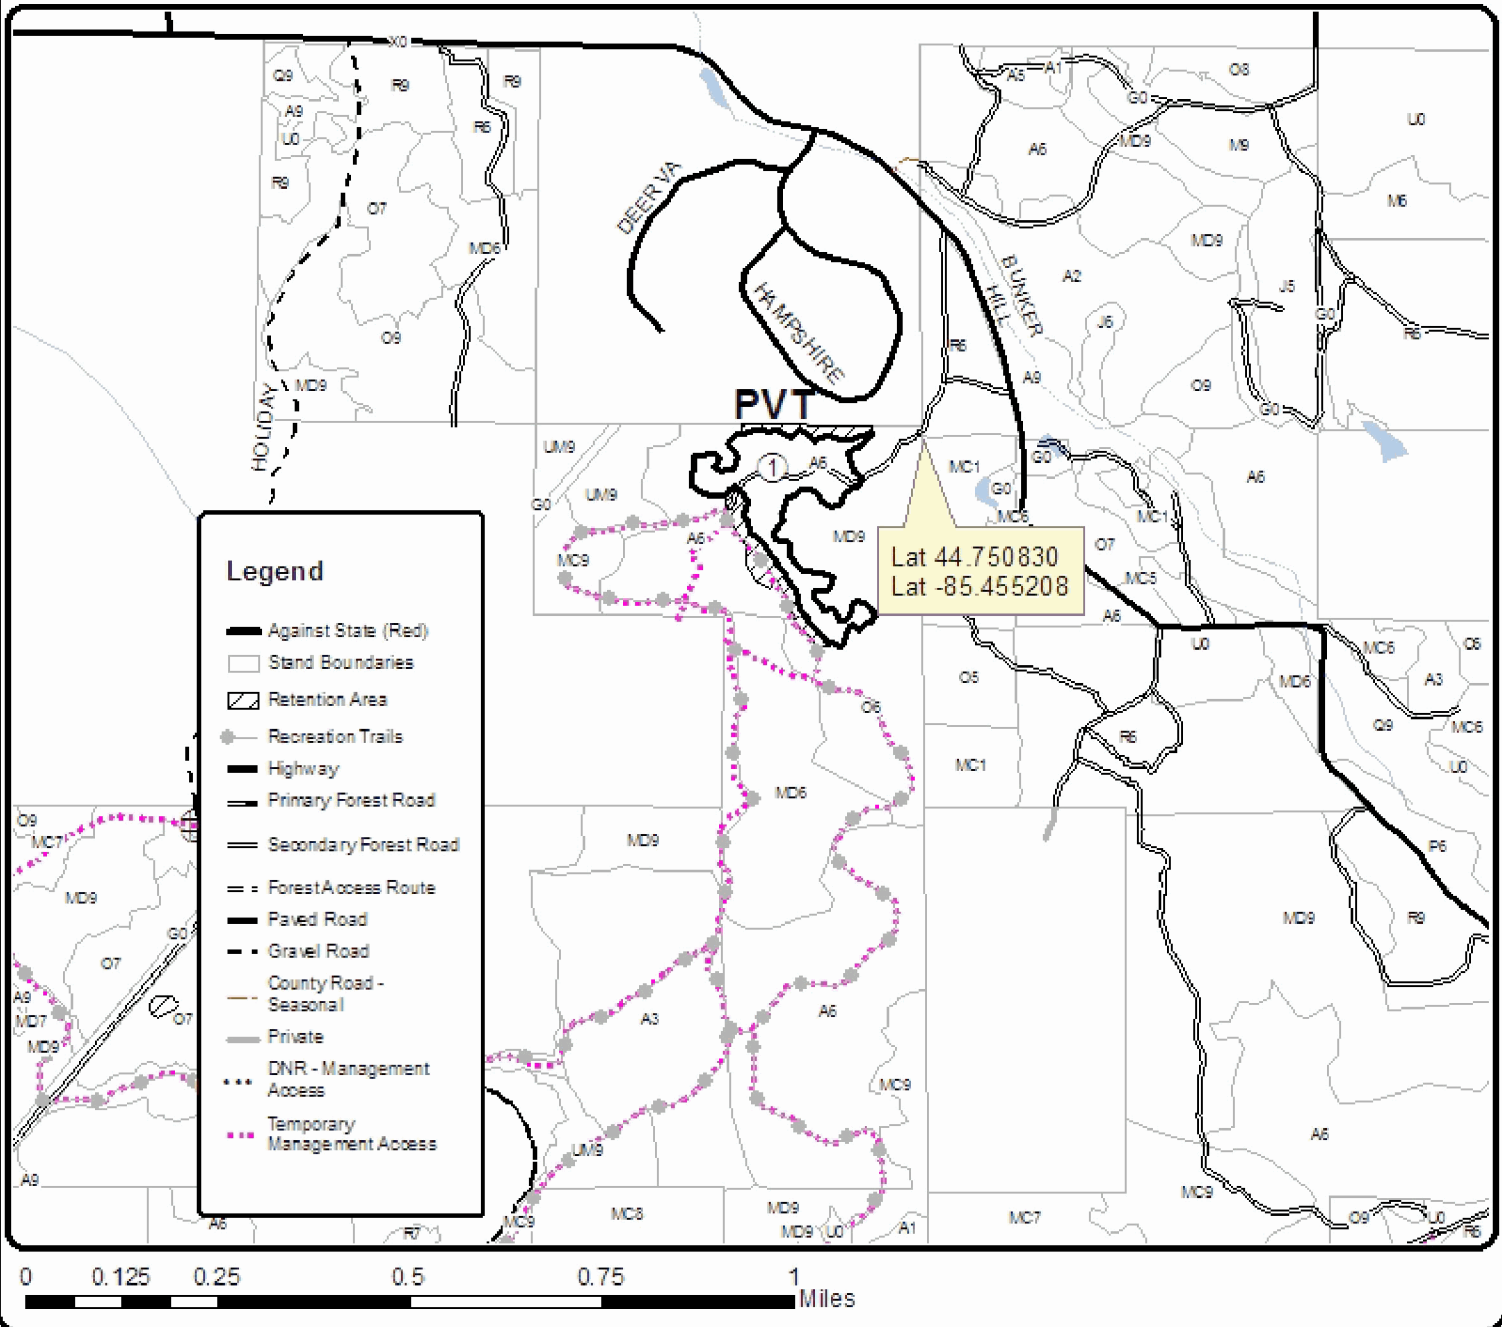 X0
Q9
R9
R9
A5
A1
O8
G0
A9
U0
R6
U0
A6
MD9
M9
R9
O7
DEER VA
M6
MD6
MD9
BUNKER
HILL
A2
J5
HAMPSHIRE
G0
J6
R6
O9
R6
MD9
A9
O9
HOLIDAY
PVT
G0
UM9
1
A6
MC1
G0
A6
UM9
G0
G0
MC6
MC1
A6
MD9
O7
MC9
Lat 44.750830
Lat -85.455208
MC5
A6
U0
MC6
O6
O5
MD6
A3
O6
Q9
MC6
R6
MC1
U0
MD6
Legend
Against State (Red)
Stand Boundaries
Retention Area
Recreation Trails
Highway
Primary Forest Road
Secondary Forest Road
Forest Access Route
Paved Road
Gravel Road
County Road -
Seasonal
Private
DNR - Management
Access
Temporary
Management Access
O9
MC7
MD9
P6
MD9
MD9
R9
G0
O7
A9
MD7
O7
A3
A6
MD9
MC9
A6
UM9
A9
MC9
A6
MC9
MC8
MD9
MC7
O9
U0
R7
MD9
U0
A1
R6
0
0.125
0.25
0.5
0.75
1
Miles